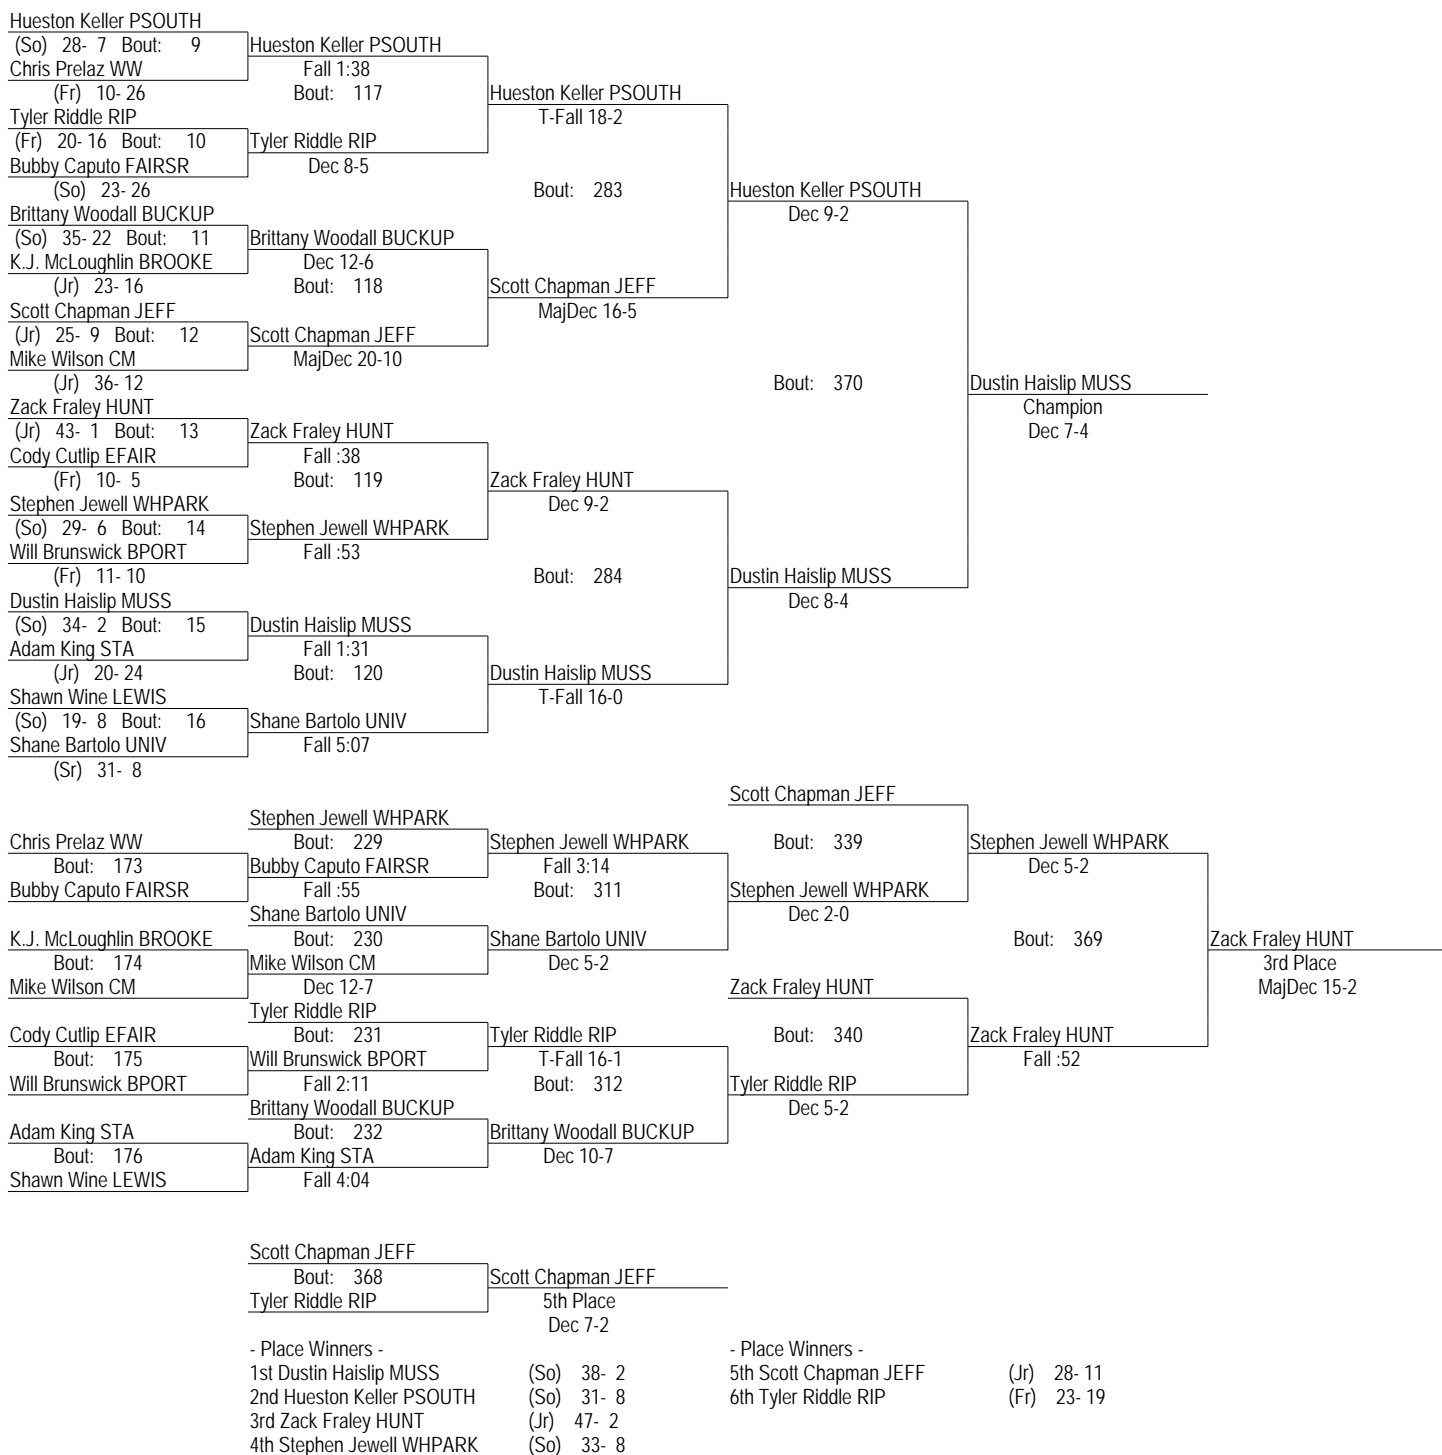 Hueston Keller PSOUTH
(So) 28- 7 Bout: 9 Hueston Keller PSOUTH
Chris Prelaz WW Fall 1:38
(Fr) 10- 26 Bout: 117 Hueston Keller PSOUTH
Tyler Riddle RIP T-Fall 18-2
(Fr) 20- 16 Bout: 10 Tyler Riddle RIP
Bubby Caputo FAIRSR Dec 8-5
(So) 23- 26 Bout: 283 Hueston Keller PSOUTH
Brittany Woodall BUCKUP Dec 9-2
(So) 35- 22 Bout: 11 Brittany Woodall BUCKUP
K.J. McLoughlin BROOKE Dec 12-6
(Jr) 23- 16 Bout: 118 Scott Chapman JEFF
Scott Chapman JEFF MajDec 16-5
(Jr) 25- 9 Bout: 12 Scott Chapman JEFF
Mike Wilson CM MajDec 20-10
(Jr) 36- 12 Bout: 370 Dustin Haislip MUSS
Zack Fraley HUNT Champion
(Jr) 43- 1 Bout: 13 Zack Fraley HUNT Dec 7-4
Cody Cutlip EFAIR Fall :38
(Fr) 10- 5 Bout: 119 Zack Fraley HUNT
Stephen Jewell WHPARK Dec 9-2
(So) 29- 6 Bout: 14 Stephen Jewell WHPARK
Will Brunswick BPORT Fall :53
(Fr) 11- 10 Bout: 284 Dustin Haislip MUSS
Dustin Haislip MUSS Dec 8-4
(So) 34- 2 Bout: 15 Dustin Haislip MUSS
Adam King STA Fall 1:31
(Jr) 20- 24 Bout: 120 Dustin Haislip MUSS
Shawn Wine LEWIS T-Fall 16-0
(So) 19- 8 Bout: 16 Shane Bartolo UNIV
Shane Bartolo UNIV Fall 5:07
(Sr) 31- 8
Scott Chapman JEFF
Stephen Jewell WHPARK
Chris Prelaz WW Bout: 229 Stephen Jewell WHPARK Bout: 339 Stephen Jewell WHPARK
Bout: 173 Bubby Caputo FAIRSR Fall 3:14 Dec 5-2
Bubby Caputo FAIRSR Fall :55 Bout: 311 Stephen Jewell WHPARK
Shane Bartolo UNIV Dec 2-0
K.J. McLoughlin BROOKE Bout: 230 Shane Bartolo UNIV Bout: 369 Zack Fraley HUNT
Bout: 174 Mike Wilson CM Dec 5-2 3rd Place
Mike Wilson CM Dec 12-7 Zack Fraley HUNT MajDec 15-2
Tyler Riddle RIP
Cody Cutlip EFAIR Bout: 231 Tyler Riddle RIP Bout: 340 Zack Fraley HUNT
Bout: 175 Will Brunswick BPORT T-Fall 16-1 Fall :52
Will Brunswick BPORT Fall 2:11 Bout: 312 Tyler Riddle RIP
Brittany Woodall BUCKUP Dec 5-2
Adam King STA Bout: 232 Brittany Woodall BUCKUP
Bout: 176 Adam King STA Dec 10-7
Shawn Wine LEWIS Fall 4:04
Scott Chapman JEFF
Bout: 368 Scott Chapman JEFF
Tyler Riddle RIP 5th Place
Dec 7-2
- Place Winners - - Place Winners -
1st Dustin Haislip MUSS (So) 38- 2 5th Scott Chapman JEFF (Jr) 28- 11
2nd Hueston Keller PSOUTH (So) 31- 8 6th Tyler Riddle RIP (Fr) 23- 19
3rd Zack Fraley HUNT (Jr) 47- 2
4th Stephen Jewell WHPARK (So) 33- 8